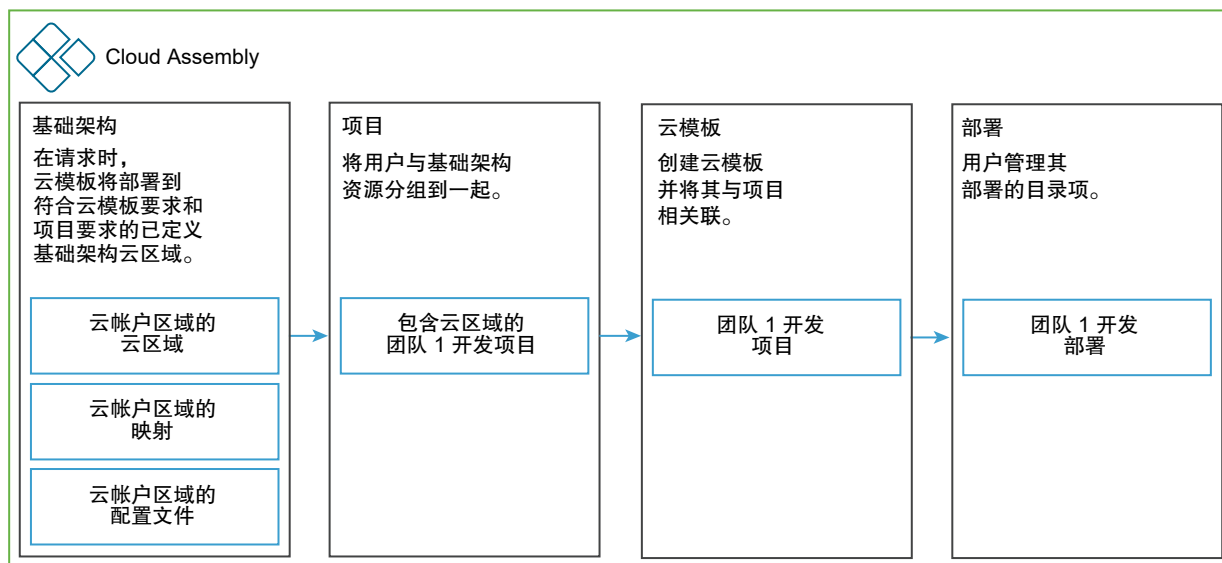 Cloud Assembly
基础架构
在请求时，
云模板将部署到
符合云模板要求和
项目要求的已定义
基础架构云区域。
云帐户区域的
云区域
云帐户区域的
映射
云帐户区域的
配置文件
项目
将用户与基础架构
资源分组到一起。
包含云区域的
团队 1 开发项目
云模板
创建云模板
并将其与项目
相关联。
团队 1 开发
项目
部署
用户管理其
部署的目录项。
团队 1 开发
部署